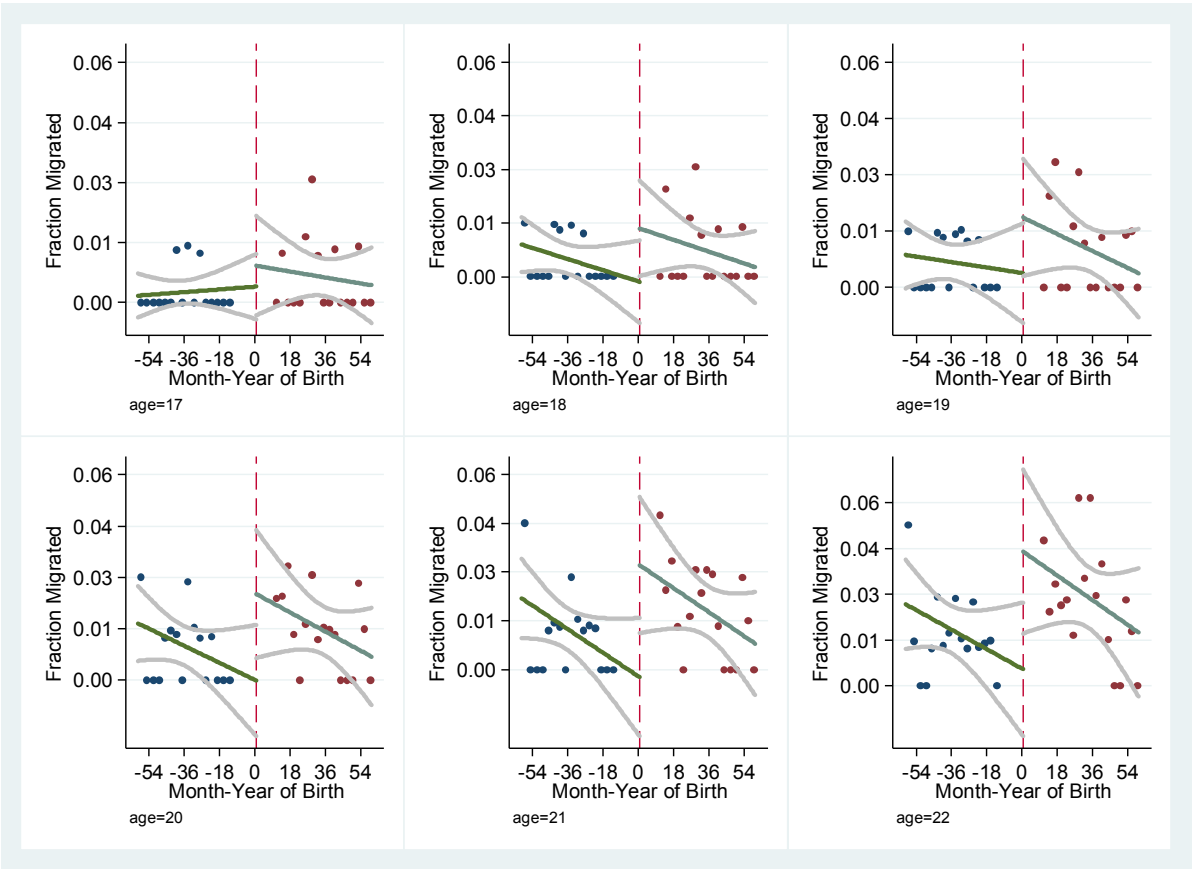 Fraction Migrated
0.06
0.04
0.03
0.01
0.00
-54 -36 -18 0 18 36 54
Month-Year of Birth
age=17
Fraction Migrated
0.06
0.04
0.03
0.01
0.00
-54 -36 -18 0 18 36 54
Month-Year of Birth
age=18
Fraction Migrated
0.06
0.04
0.03
0.01
0.00
-54 -36 -18 0 18 36 54
Month-Year of Birth
age=19
Fraction Migrated
0.06
0.04
0.03
0.01
0.00
-54 -36 -18 0 18 36 54
Month-Year of Birth
age=20
Fraction Migrated
0.06
0.04
0.03
0.01
0.00
-54 -36 -18 0 18 36 54
Month-Year of Birth
age=21
Fraction Migrated
0.06
0.04
0.03
0.01
0.00
-54 -36 -18 0 18 36 54
Month-Year of Birth
age=22